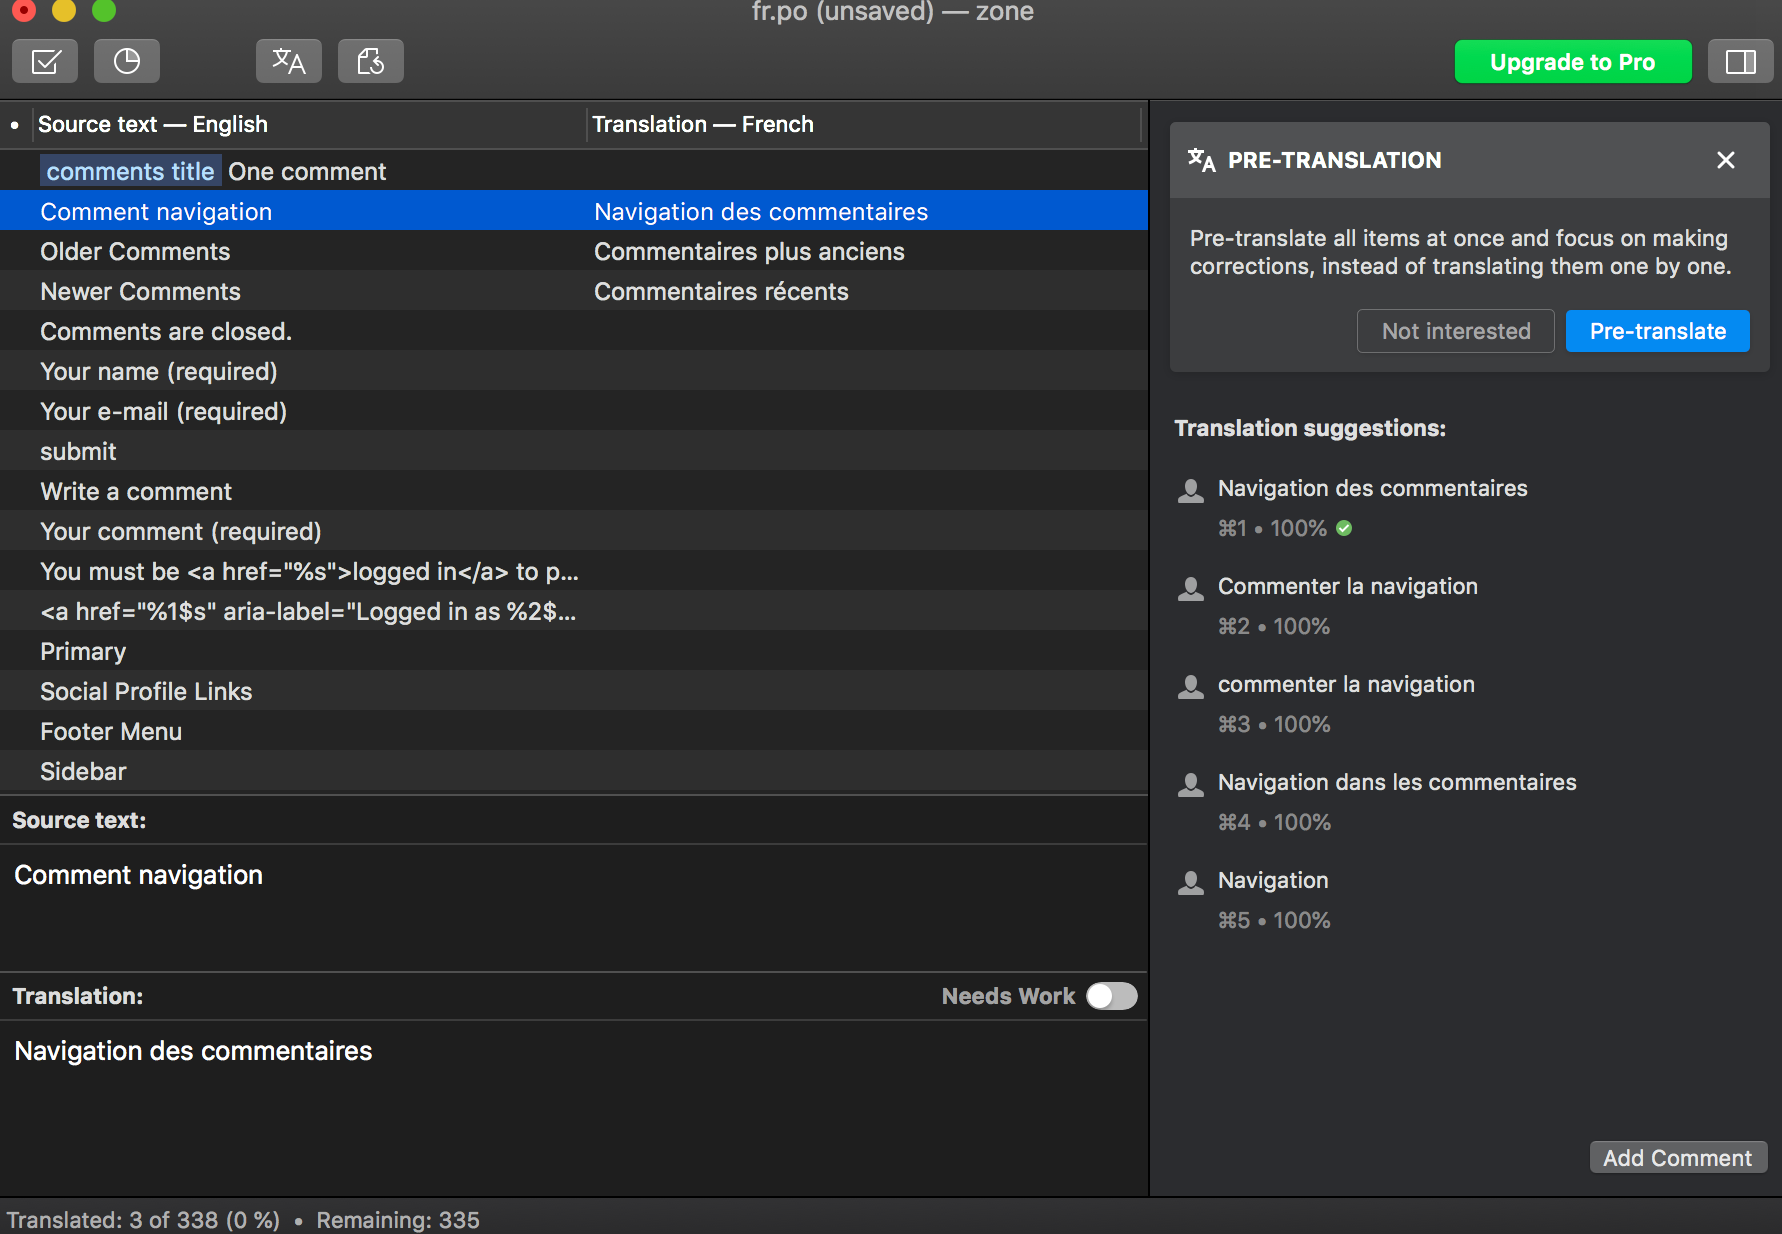 fr.po (unsaved) — zone
Upgrade to Pro
• Source text — English Translation — French
comments title One comment
Comment navigation Navigation des commentaires
Older Comments Commentaires plus anciens
Newer Comments Commentaires récents
Comments are closed.
Your name (required)
Your e-mail (required)
submit
Write a comment
Your comment (required)
You must be <a href="%s">logged in</a> to p...
<a href="%1$s" aria-label="Logged in as %2$...
Primary
Social Profile Links
Footer Menu
Sidebar
Source text:
Comment navigation
Translation:
Needs Work
Navigation des commentaires
Translated: 3 of 338 (0 %) • Remaining: 335
PRE-TRANSLATION
Pre-translate all items at once and focus on making
corrections, instead of translating them one by one.
Not interested
Pre-translate
Translation suggestions:
Navigation des commentaires
⌘1 • 100%
Commenter la navigation
⌘2 • 100%
commenter la navigation
⌘3 • 100%
Navigation dans les commentaires
⌘4 • 100%
Navigation
⌘5 • 100%
Add Comment